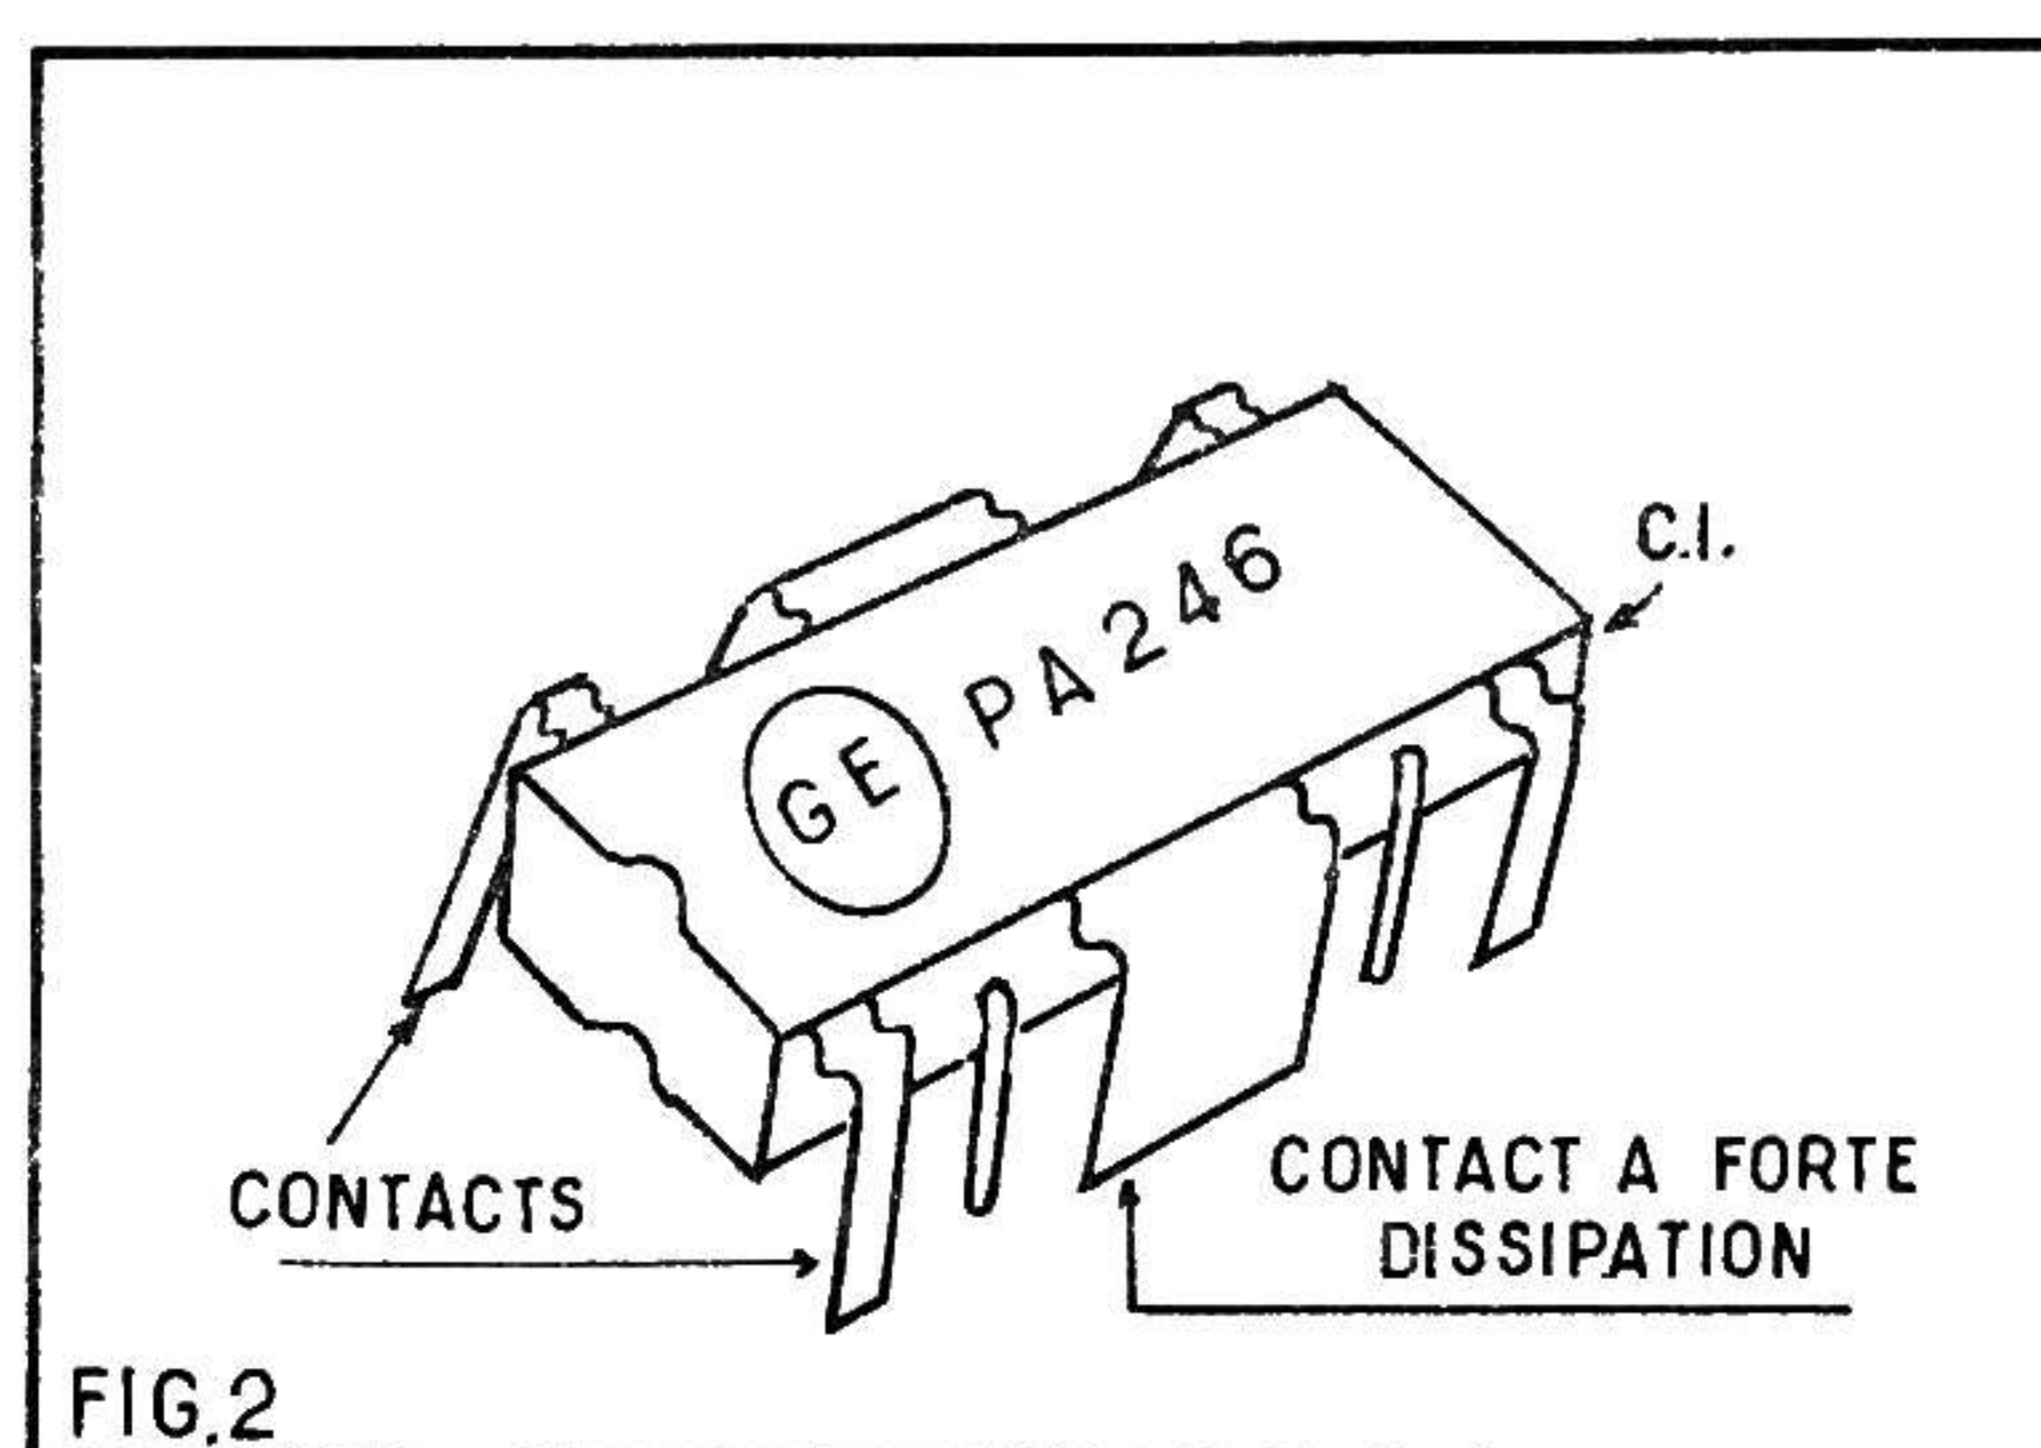 C.I.
PA246
GE
CONTACTS
CONTACT A FORTE
DISSIPATION
FIG.2